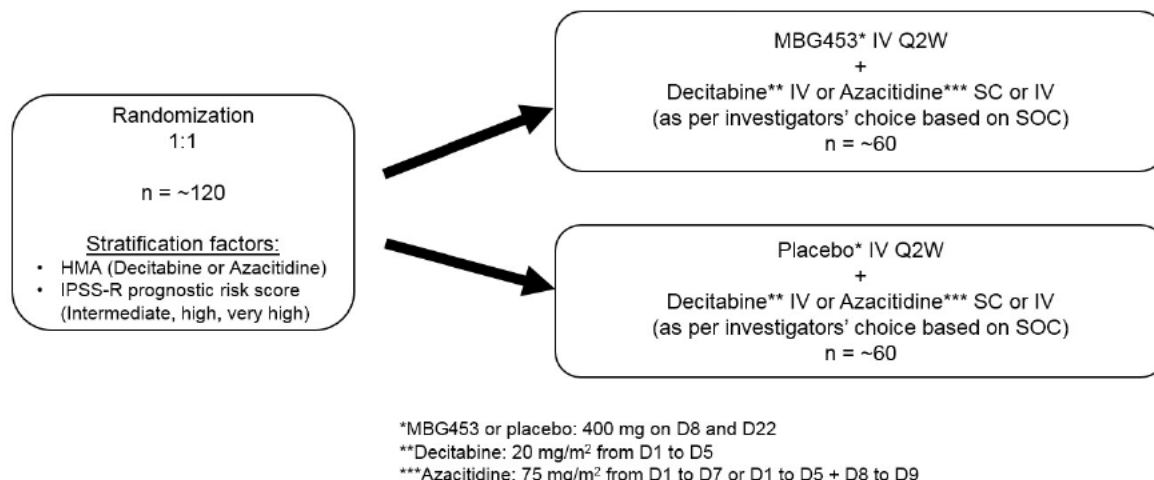 Randomization
1:1
n = ~120
Stratification factors:
• HMA (Decitabine or Azacitidine)
• IPSS-R prognostic risk score
(Intermediate, high, very high)
MBG453* IV Q2W
+
Decitabine** IV or Azacitidine*** SC or IV
(as per investigators' choice based on SOC)
n = ~60
Placebo* IV Q2W
+
Decitabine** IV or Azacitidine*** SC or IV
(as per investigators' choice based on SOC)
n = ~60
*MBG453 or placebo: 400 mg on D8 and D22
**Decitabine: 20 mg/m² from D1 to D5
***Azacitidine: 75 mg/m² from D1 to D7 or D1 to D5 + D8 to D9